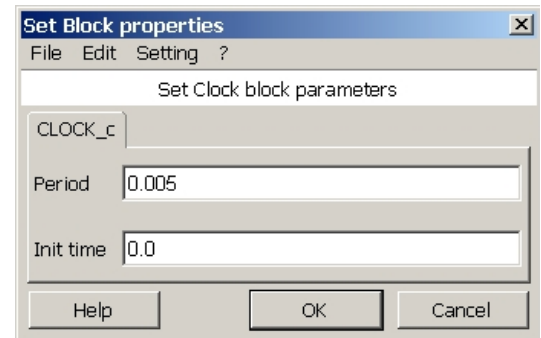 Set Block properties
File Edit Setting ?
Set Clock block parameters
CLOCK_c
Period 0.005
Init time 0.0
Help OK Cancel